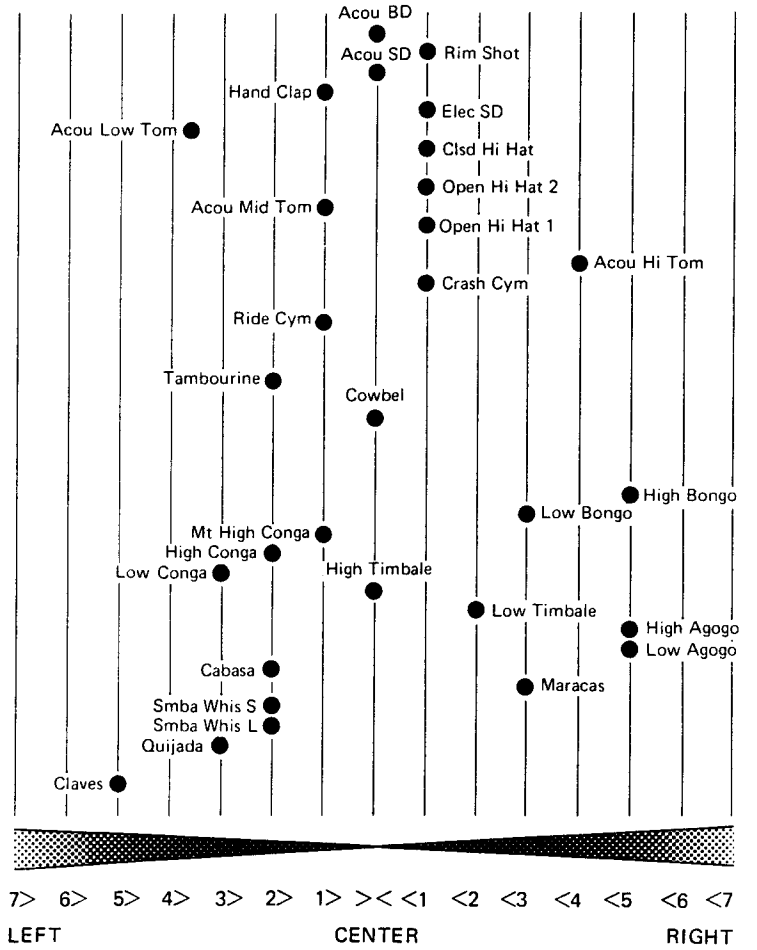 Acou BD
Acou SD
Rim Shot
Hand Clap
Elec SD
Acou Low Tom
Clsd Hi Hat
Open Hi Hat 2
Acou Mid Tom
Open Hi Hat 1
Acou Hi Tom
Crash Cym
Ride Cym
Tambourine
Cowbel
High Bongo
Low Bongo
Mt High Conga
High Conga
Low Conga
High Timbale
Low Timbale
High Agogo
Low Agogo
Cabasa
Maracas
Smba Whis S
Smba Whis L
Quijada
Claves
7> 6> 5> 4> 3> 2> 1> >< <1 <2 <3 <4 <5 <6 <7
LEFT CENTER RIGHT